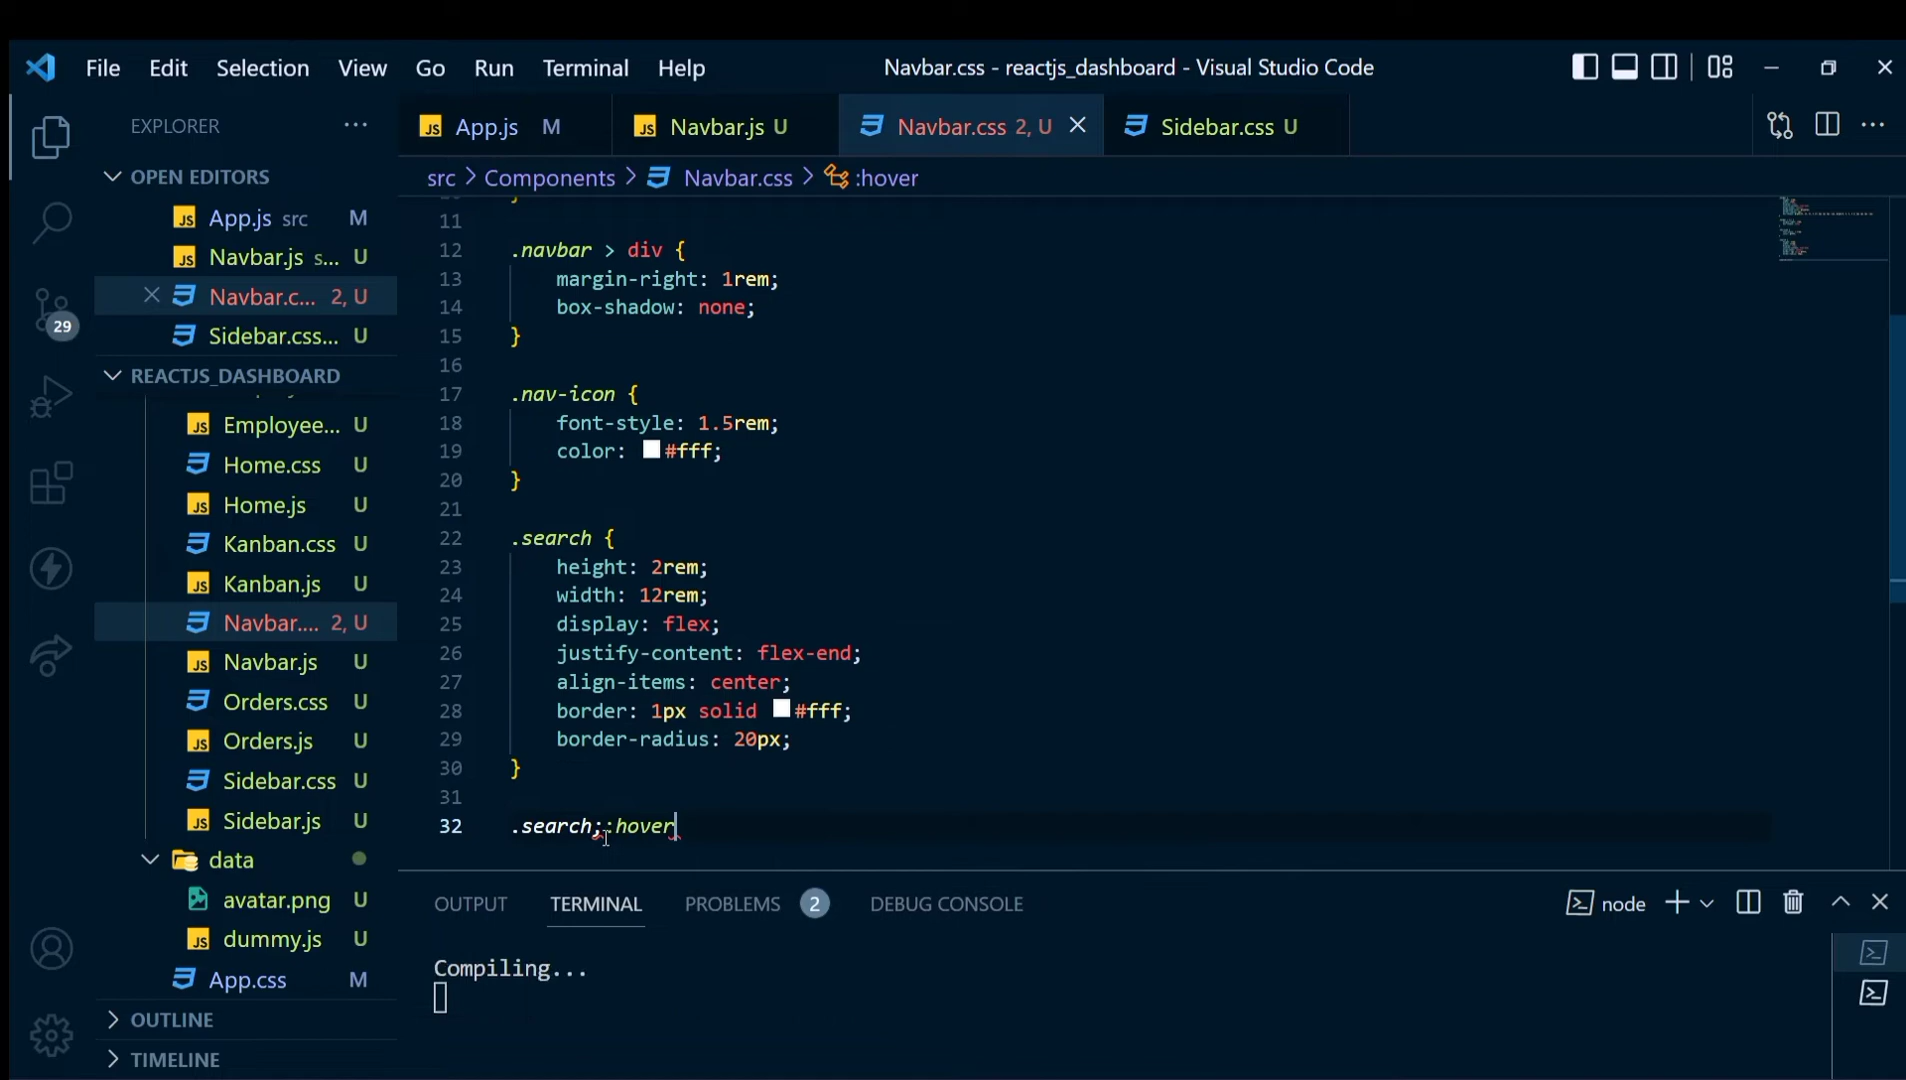 File Edit Selection View Go Run Terminal Help Navbar.css - reactjs_dashboard - Visual Studio Code
EXPLORER ...
App.js M Navbar.js U Navbar.css 2, U Sidebar.css U
src > Components > Navbar.css > :hover
OPEN EDITORS
App.js src M
Navbar.js s... U
Navbar.c... 2, U
Sidebar.css... U
REACTJS_DASHBOARD
Employee... U
Home.css U
Home.js U
Kanban.css U
Kanban.js U
Navbar.... 2, U
Navbar.js U
Orders.css U
Orders.js U
Sidebar.css U
Sidebar.js U
data
avatar.png U
dummy.js U
App.css M
OUTLINE
TIMELINE
29
11
12 .navbar > div {
13 margin-right: 1rem;
14 box-shadow: none;
15 }
16
17 .nav-icon {
18 font-style: 1.5rem;
19 color: #fff;
20 }
21
22 .search {
23 height: 2rem;
24 width: 12rem;
25 display: flex;
26 justify-content: flex-end;
27 align-items: center;
28 border: 1px solid #fff;
29 border-radius: 20px;
30 }
31
32 .search;:hover
OUTPUT TERMINAL PROBLEMS 2 DEBUG CONSOLE node
Compiling...